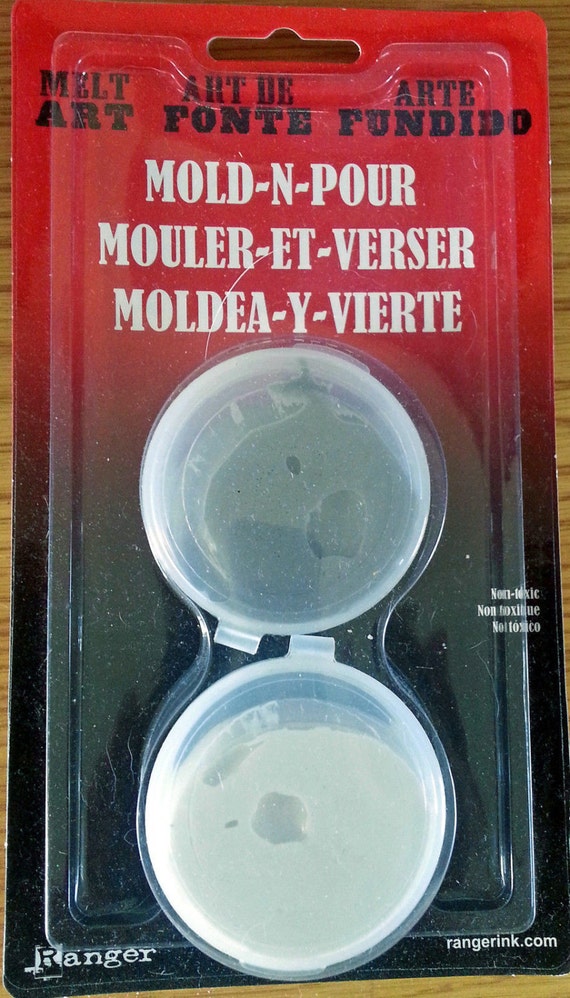 MELT ART DE ARTE
ART FONTE FUNDIDO
MOLD-N-POUR
MOULER-ET-VERSER
MOLDEA-Y-VIERTE
Non-toxic
Non toxique
No tóxico
Ranger
rangerink.com